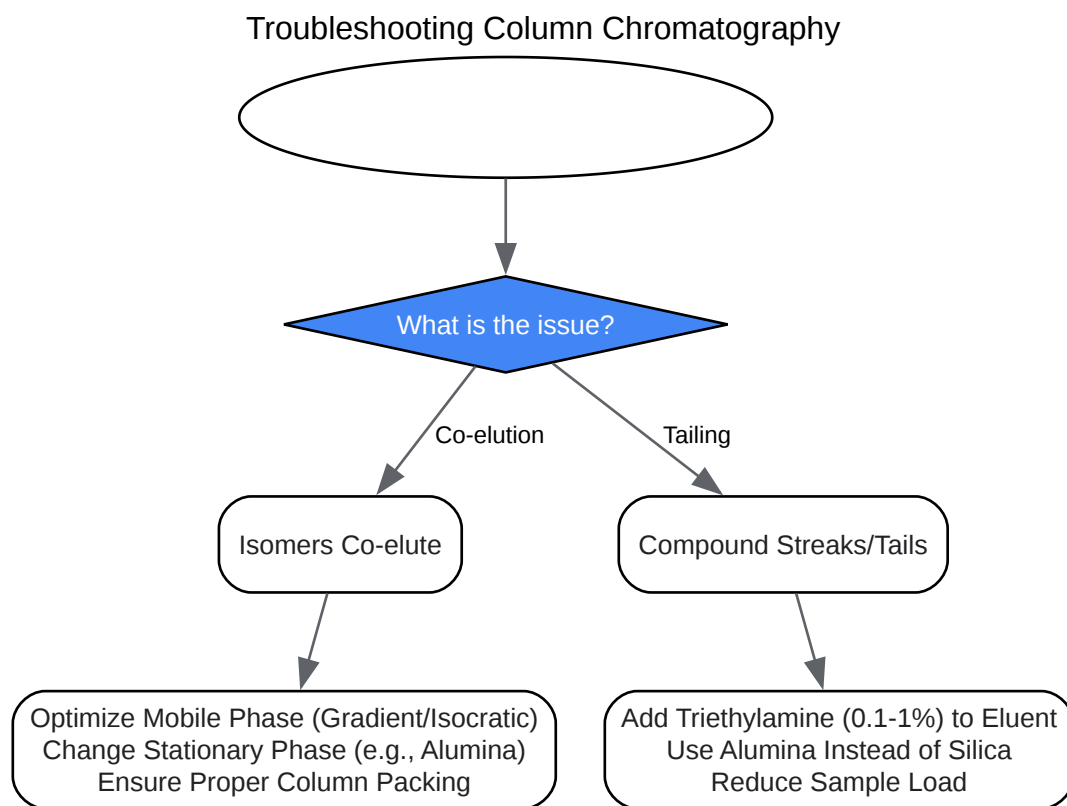 Troubleshooting Column Chromatography
What is the issue?
Co-elution
Tailing
Isomers Co-elute
Compound Streaks/Tails
Optimize Mobile Phase (Gradient/Isocratic)
Change Stationary Phase (e.g., Alumina)
Ensure Proper Column Packing
Add Triethylamine (0.1-1%) to Eluent
Use Alumina Instead of Silica
Reduce Sample Load